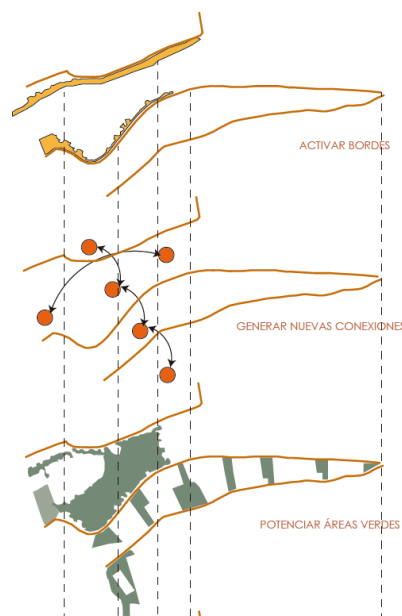 ACTIVAR BORDES
GENERAR NUEVAS CONEXIONES
POTENCIAR ÁREAS VERDES